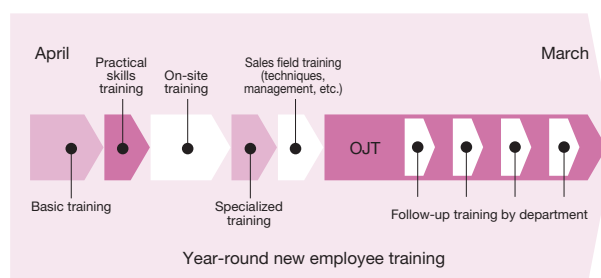 April
March
Practical
skills
training
On-site
training
Sales field training
(techniques,
management, etc.)
OJT
Basic training
Specialized
training
Follow-up training by department
Year-round new employee training